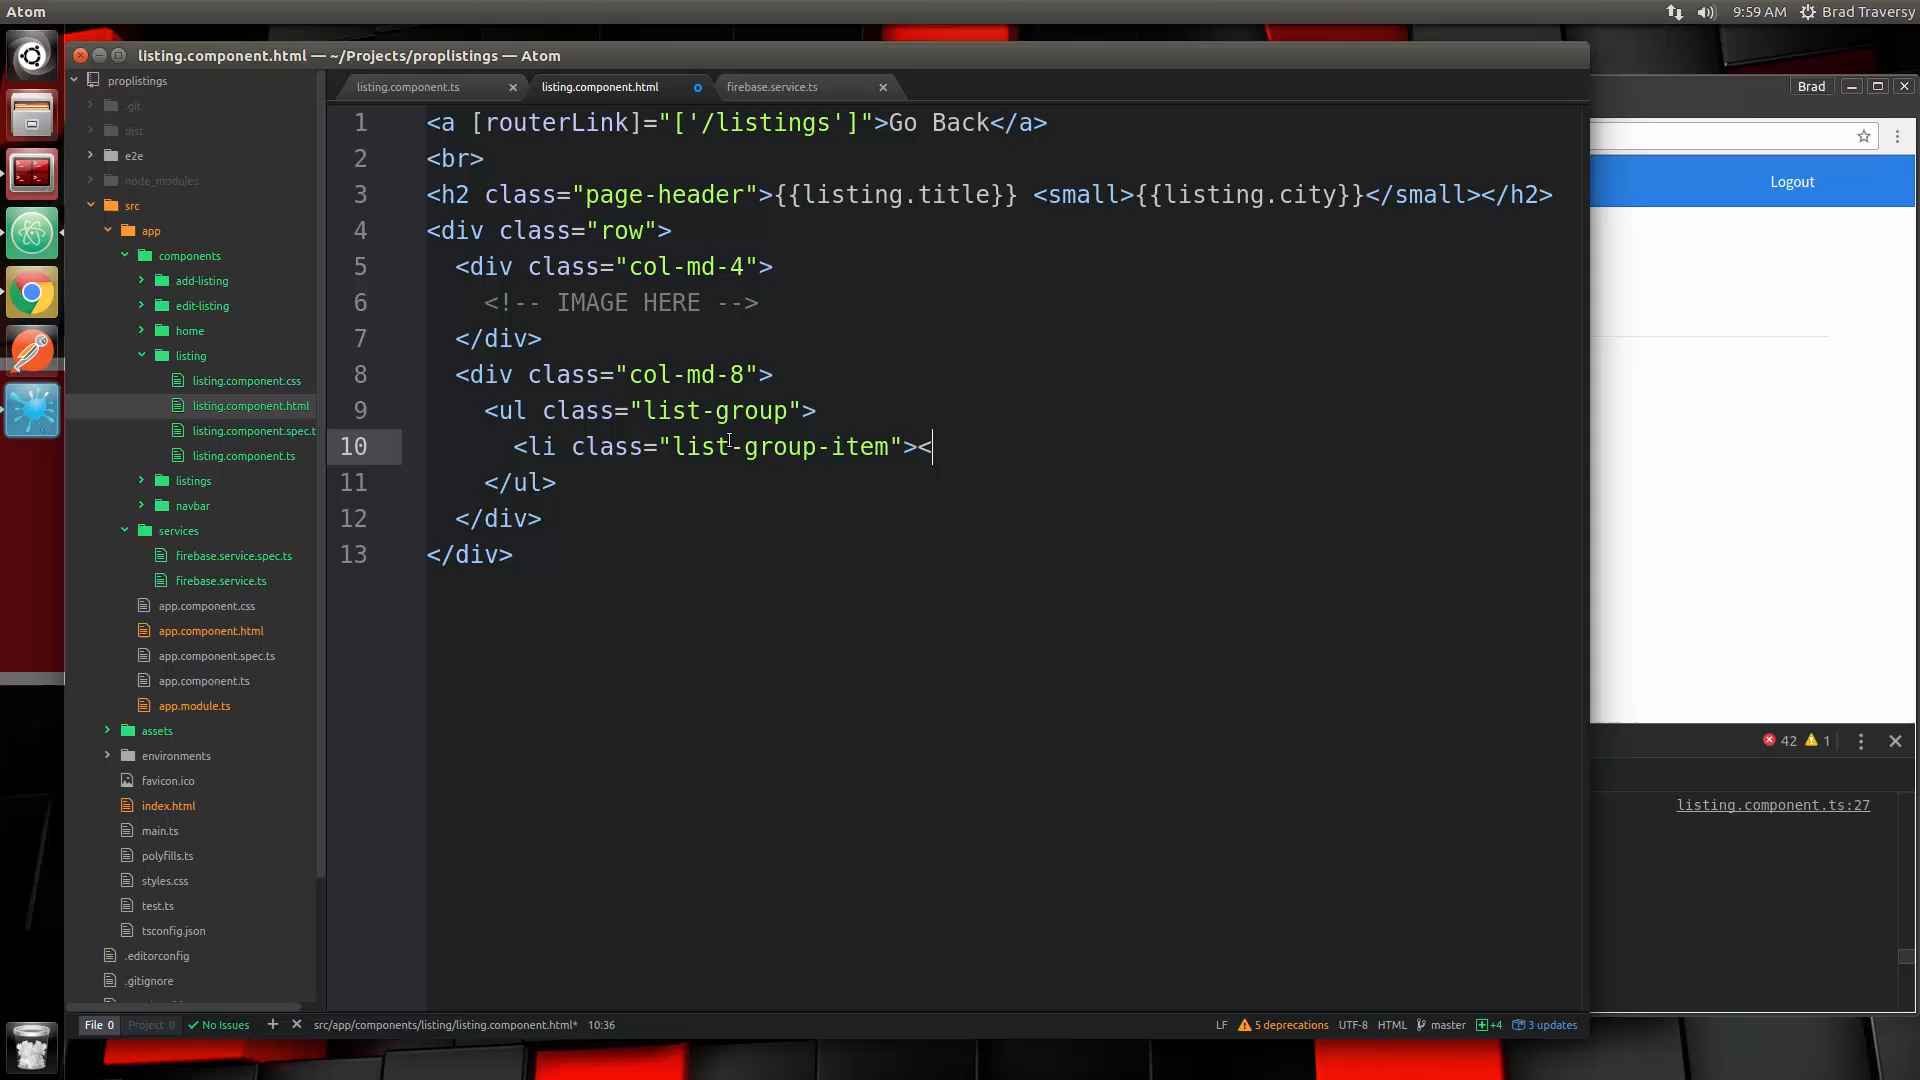 Atom
9:59 AM
Brad Traversy
listing.component.html — ~/Projects/proplistings — Atom
proplistings
.git
dist
e2e
node_modules
src
app
components
add-listing
edit-listing
home
listing
listing.component.css
listing.component.html
listing.component.spec.t
listing.component.ts
listings
navbar
services
firebase.service.spec.ts
firebase.service.ts
app.component.css
app.component.html
app.component.spec.ts
app.component.ts
app.module.ts
assets
environments
favicon.ico
index.html
main.ts
polyfills.ts
styles.css
test.ts
tsconfig.json
.editorconfig
.gitignore
listing.component.ts
listing.component.html
firebase.service.ts
1 <a [routerLink]="['/listings']">Go Back</a>
2 <br>
3 <h2 class="page-header">{{listing.title}} <small>{{listing.city}}</small></h2>
4 <div class="row">
5 <div class="col-md-4">
6 <!-- IMAGE HERE -->
7 </div>
8 <div class="col-md-8">
9 <ul class="list-group">
10 <li class="list-group-item"><
11 </ul>
12 </div>
13 </div>
Brad
Logout
42 1
listing.component.ts:27
File 0 Project 0 No Issues src/app/components/listing/listing.component.html* 10:36
LF 5 deprecations UTF-8 HTML master +4 3 updates